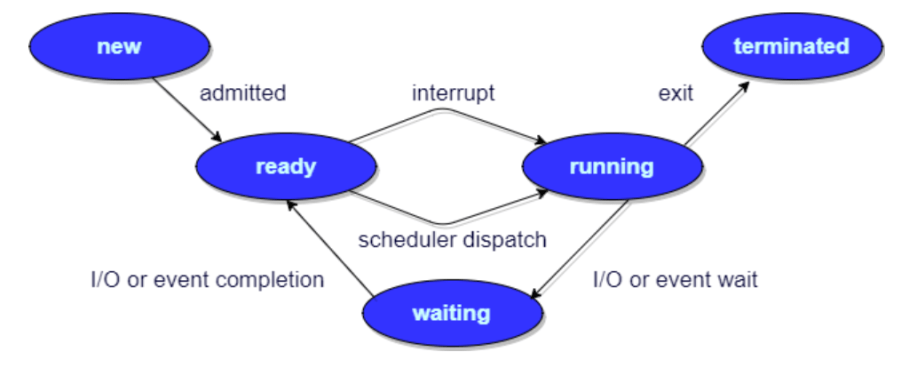 new
terminated
admitted
interrupt
exit
ready
running
scheduler dispatch
I/O or event completion
I/O or event wait
waiting